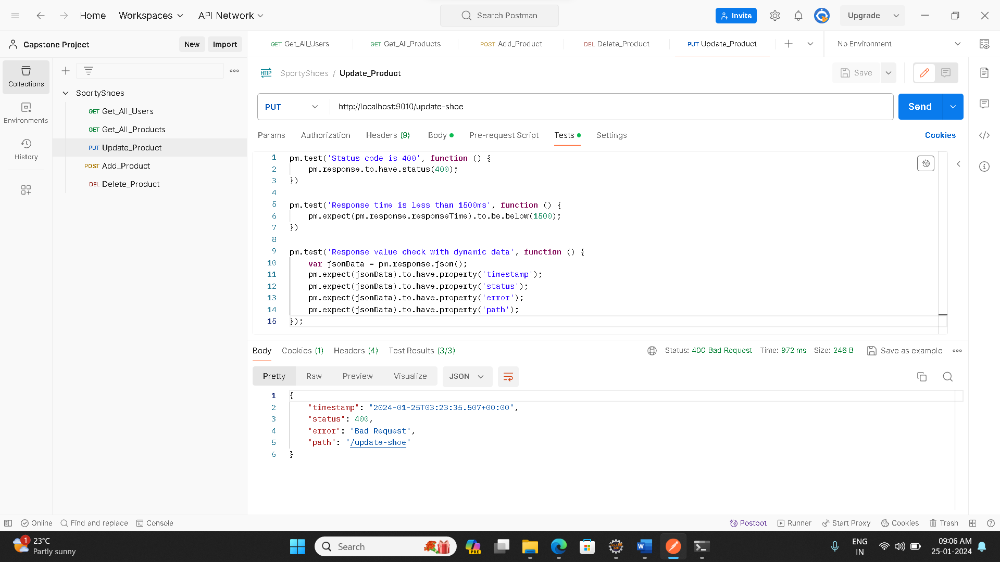 Home
Workspaces
API Network
Search Postman
Invite
Upgrade
Capstone Project
New
Import
GET Get_All_Users
GET Get_All_Products
POST Add_Product
DEL Delete_Product
PUT Update_Product
No Environment
Collections
Environments
History
SportyShoes
GET Get_All_Users
GET Get_All_Products
PUT Update_Product
POST Add_Product
DEL Delete_Product
HTTP SportyShoes / Update_Product
Save
PUT
http://localhost:9010/update-shoe
Send
Params
Authorization
Headers (9)
Body
Pre-request Script
Tests
Settings
Cookies
1 pm.test('Status code is 400', function () {
2 pm.response.to.have.status(400);
3 })
4
5 pm.test('Response time is less than 1500ms', function () {
6 pm.expect(pm.response.responseTime).to.be.below(1500);
7 })
8
9 pm.test('Response value check with dynamic data', function () {
10 var jsonData = pm.response.json();
11 pm.expect(jsonData).to.have.property('timestamp');
12 pm.expect(jsonData).to.have.property('status');
13 pm.expect(jsonData).to.have.property('error');
14 pm.expect(jsonData).to.have.property('path');
15 });
Body
Cookies (1)
Headers (4)
Test Results (3/3)
Status: 400 Bad Request
Time: 972 ms
Size: 246 B
Save as example
Pretty
Raw
Preview
Visualize
JSON
1 {
2 "timestamp": "2024-01-25T03:23:35.507+00:00",
3 "status": 400,
4 "error": "Bad Request",
5 "path": "/update-shoe"
6 }
Online
Find and replace
Console
Postbot
Runner
Start Proxy
Cookies
Trash
1
23°C
Partly sunny
Search
PRE
IDE
W
ENG
IN
09:06 AM
25-01-2024